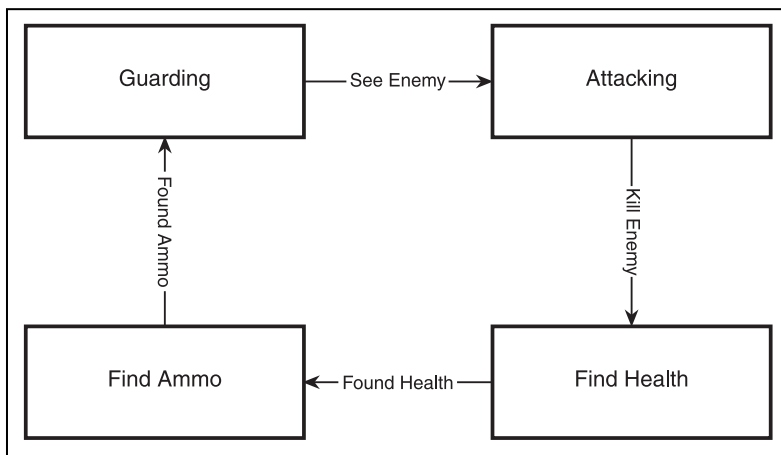 Guarding
See Enemy
Attacking
Found Ammo
Kill Enemy
Find Ammo
Found Health
Find Health